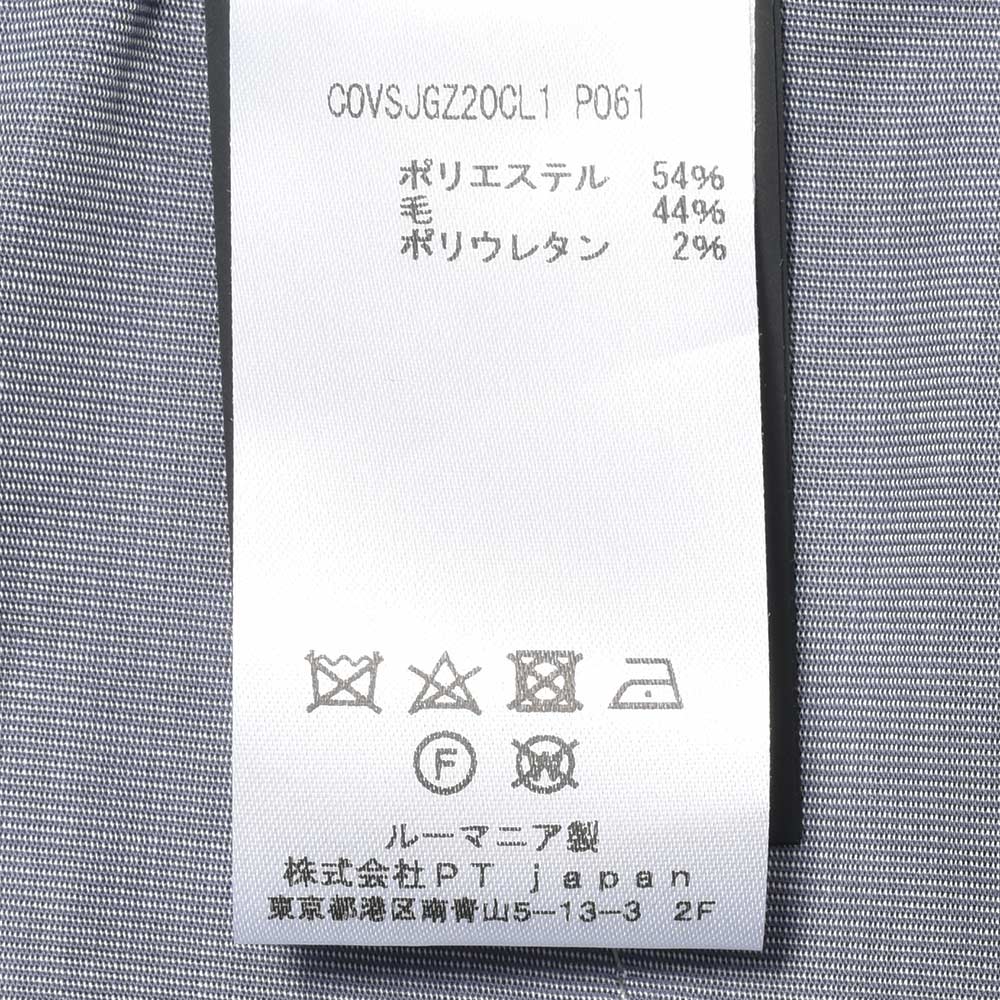 COVSJGZ20CL1 P061
ポリエステル 54%
毛 44%
ポリウレタン 2%
F W
ルーマニア製
株式会社PT japan
東京都港区南青山5-13-3 2F